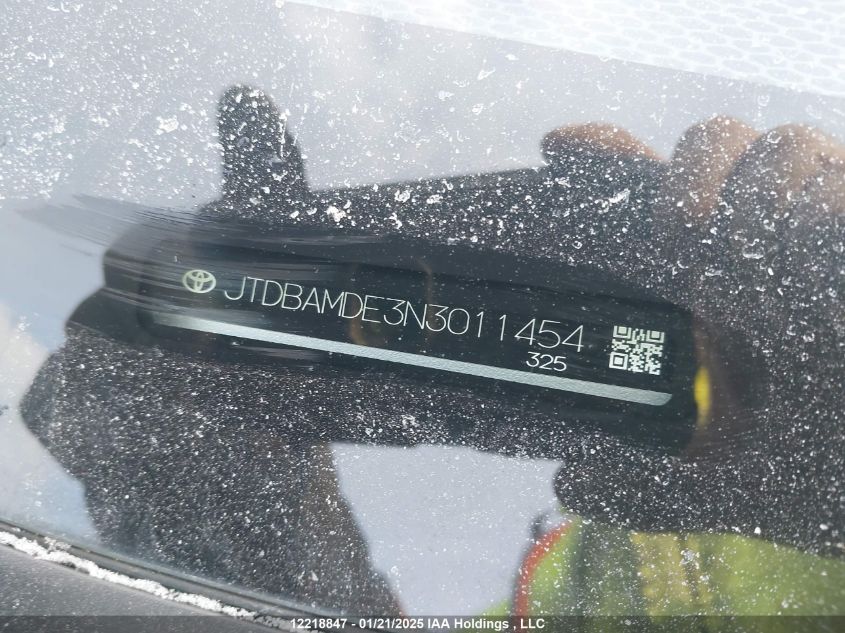 JTDBAMDE3N3011454
325
12218847 - 01/21/2025 IAA Holdings , LLC